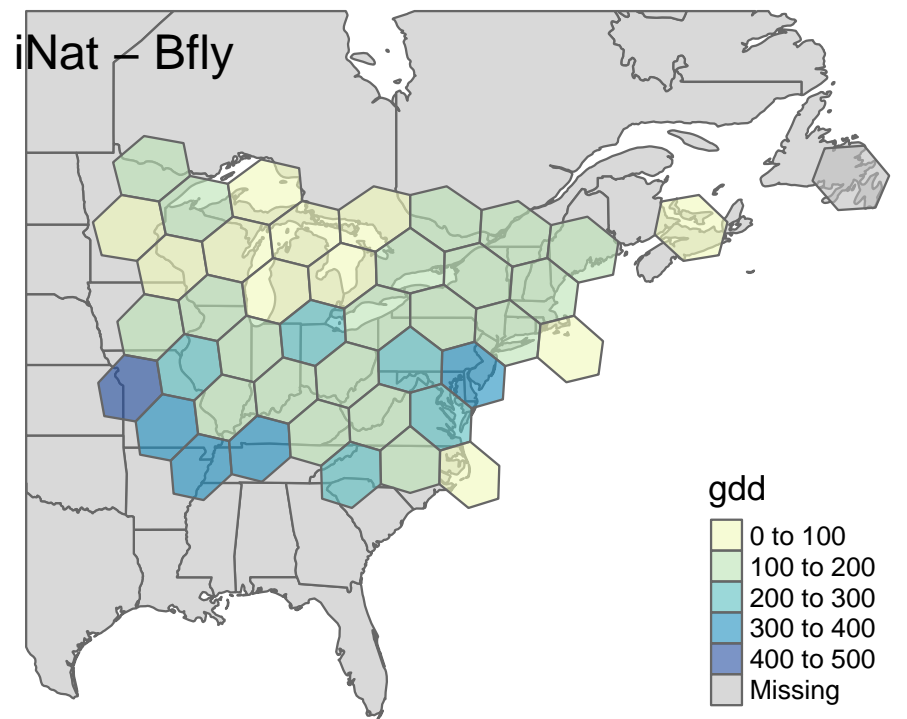 iNat – Bfly
gdd
0 to 100
100 to 200
200 to 300
300 to 400
400 to 500
Missing